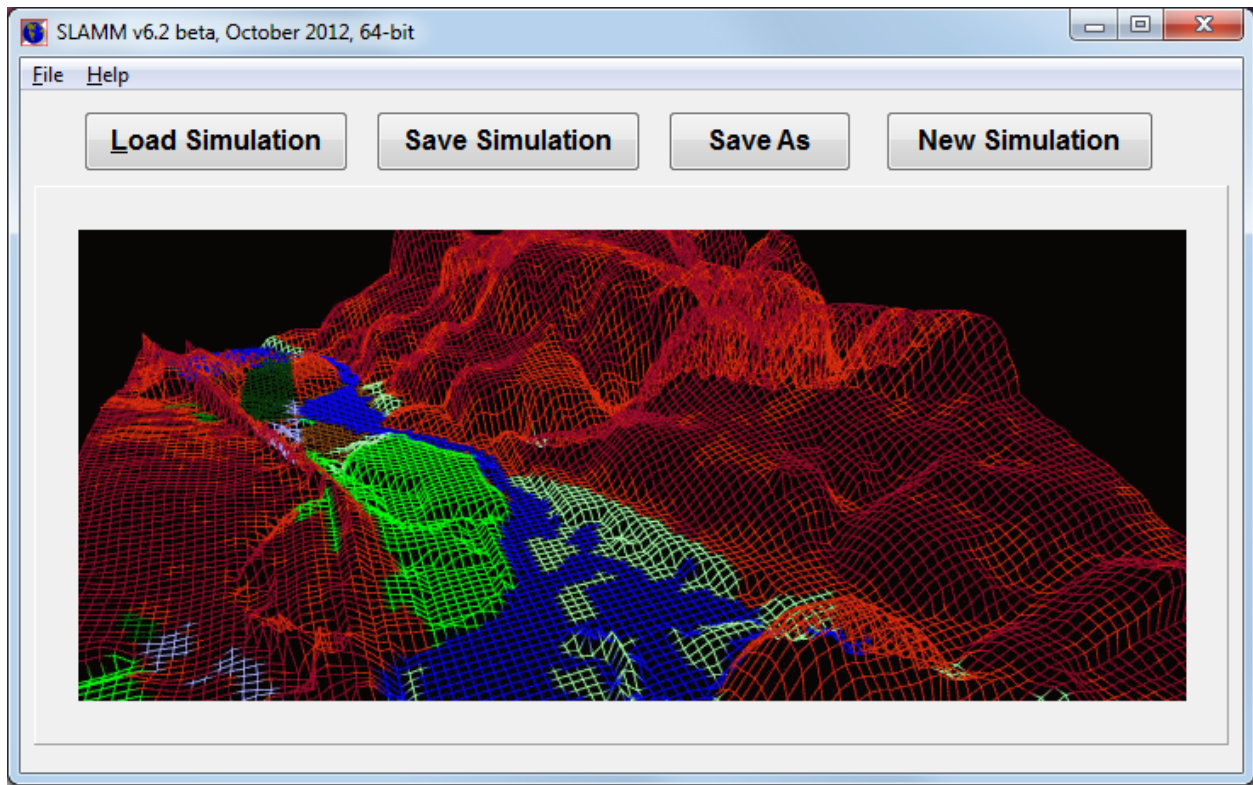 SLAMM v6.2 beta, October 2012, 64-bit
File Help
Load Simulation Save Simulation Save As New Simulation